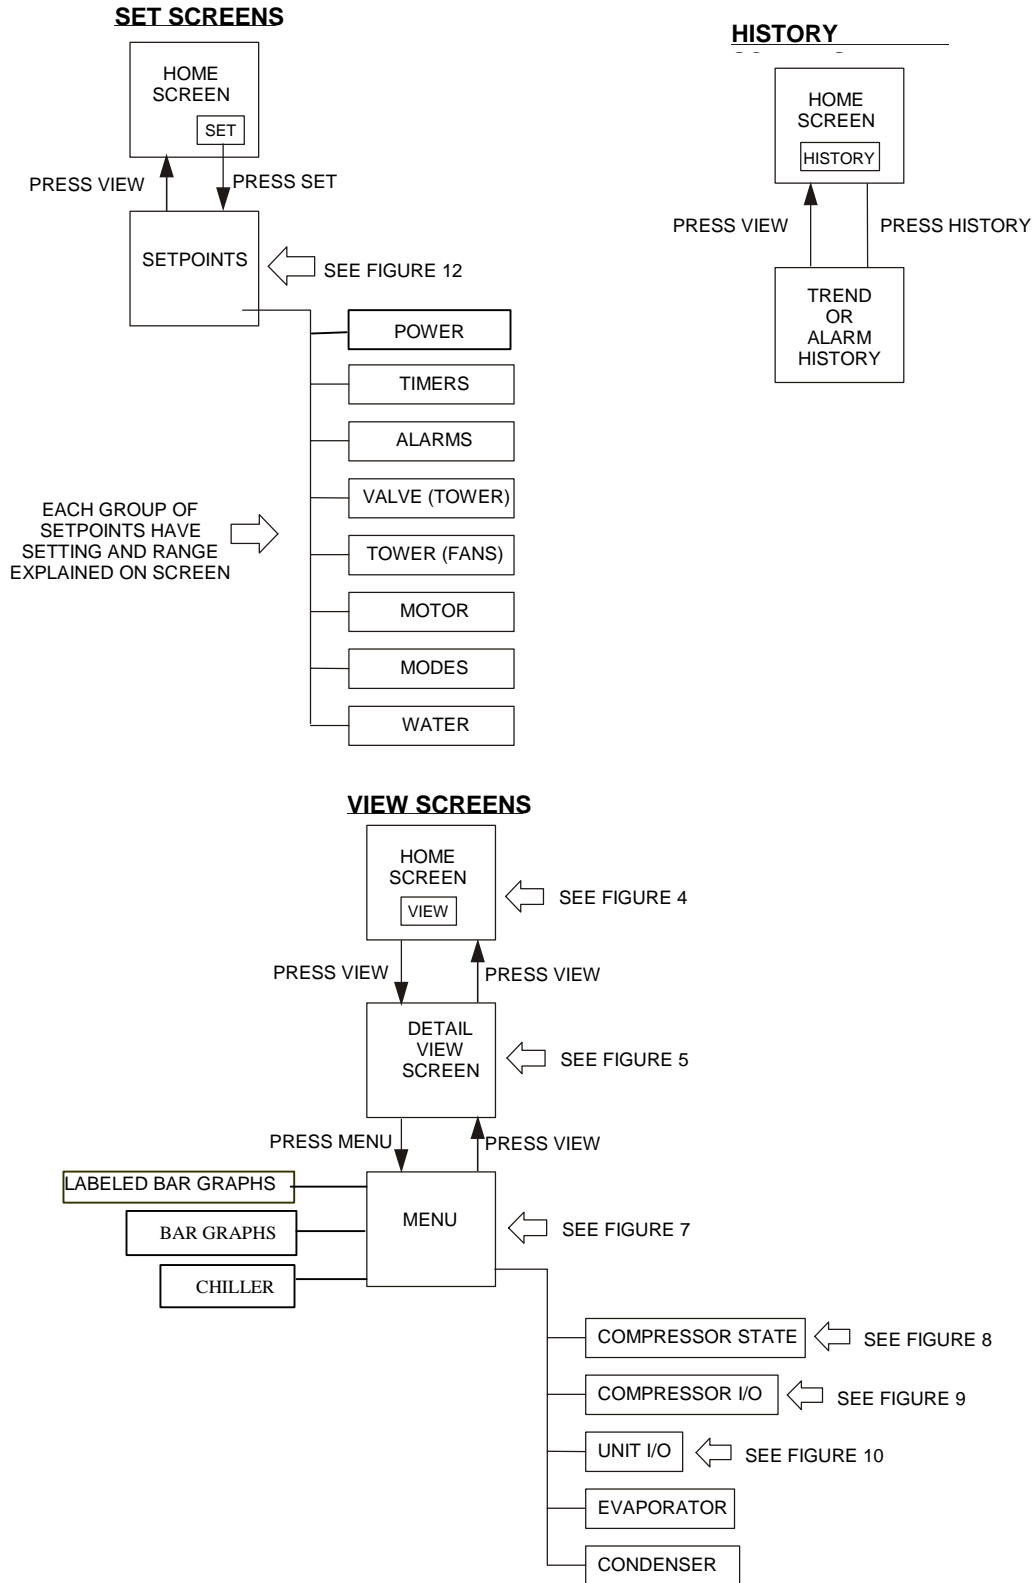 SET SCREENS
HOME
SCREEN
SET
PRESS VIEW
PRESS SET
SETPOINTS
SEE FIGURE 12
POWER
TIMERS
ALARMS
VALVE (TOWER)
TOWER (FANS)
MOTOR
MODES
WATER
EACH GROUP OF
SETPOINTS HAVE
SETTING AND RANGE
EXPLAINED ON SCREEN
HISTORY
HOME
SCREEN
HISTORY
PRESS VIEW
PRESS HISTORY
TREND
OR
ALARM
HISTORY
VIEW SCREENS
HOME
SCREEN
VIEW
SEE FIGURE 4
PRESS VIEW
PRESS VIEW
DETAIL
VIEW
SCREEN
SEE FIGURE 5
PRESS MENU
PRESS VIEW
LABELED BAR GRAPHS
BAR GRAPHS
CHILLER
MENU
SEE FIGURE 7
COMPRESSOR STATE
SEE FIGURE 8
COMPRESSOR I/O
SEE FIGURE 9
UNIT I/O
SEE FIGURE 10
EVAPORATOR
CONDENSER